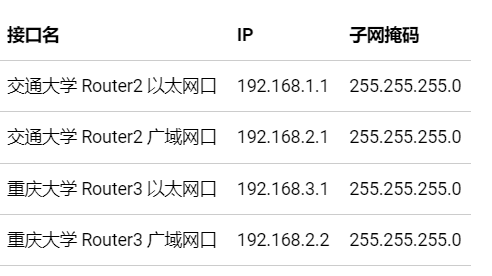 接口名 IP 子网掩码
交通大学 Router2 以太网口 192.168.1.1 255.255.255.0
交通大学 Router2 广域网口 192.168.2.1 255.255.255.0
重庆大学 Router3 以太网口 192.168.3.1 255.255.255.0
重庆大学 Router3 广域网口 192.168.2.2 255.255.255.0